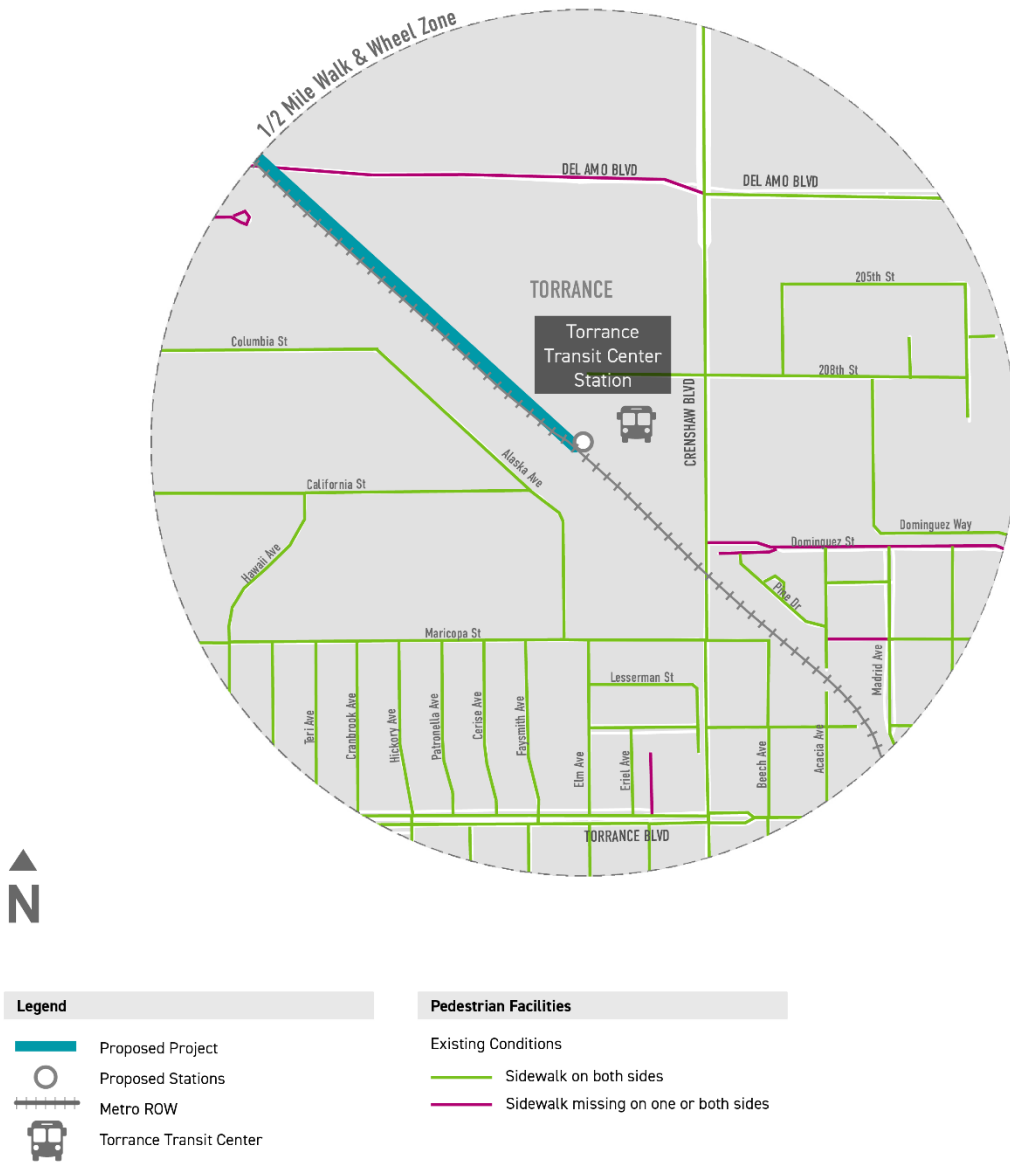 1/2 Mile Walk & Wheel Zone
DEL AMO BLVD
DEL AMO BLVD
205th St
TORRANCE
Torrance
Transit Center
Station
Columbia St
208th St
CRENSHAW BLVD
Alaska Ave
California St
Dominguez Way
Dominguez St
Hawaii Ave
Pine Dr
Maricopa St
Madrid Ave
Lesserman St
Teri Ave
Cranbrook Ave
Hickory Ave
Patronella Ave
Cerise Ave
Faysmith Ave
Elm Ave
Eriel Ave
Beech Ave
Acacia Ave
TORRANCE BLVD
N
Legend
Proposed Project
Proposed Stations
Metro ROW
Torrance Transit Center
Pedestrian Facilities
Existing Conditions
Sidewalk on both sides
Sidewalk missing on one or both sides